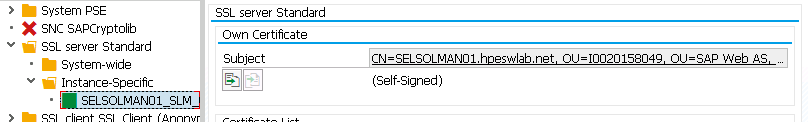 System PSE
SNC SAPCryptolib
SSL server Standard
System-wide
Instance-Specific
SELSOLMAN01_SLM_
SSL client SSL Client (Anonym
SSL server Standard
Own Certificate
Subject
CN=SELSOLMAN01.hpeswlab.net, OU=I0020158049, OU=SAP Web AS, ...
(Self-Signed)
Certificate List